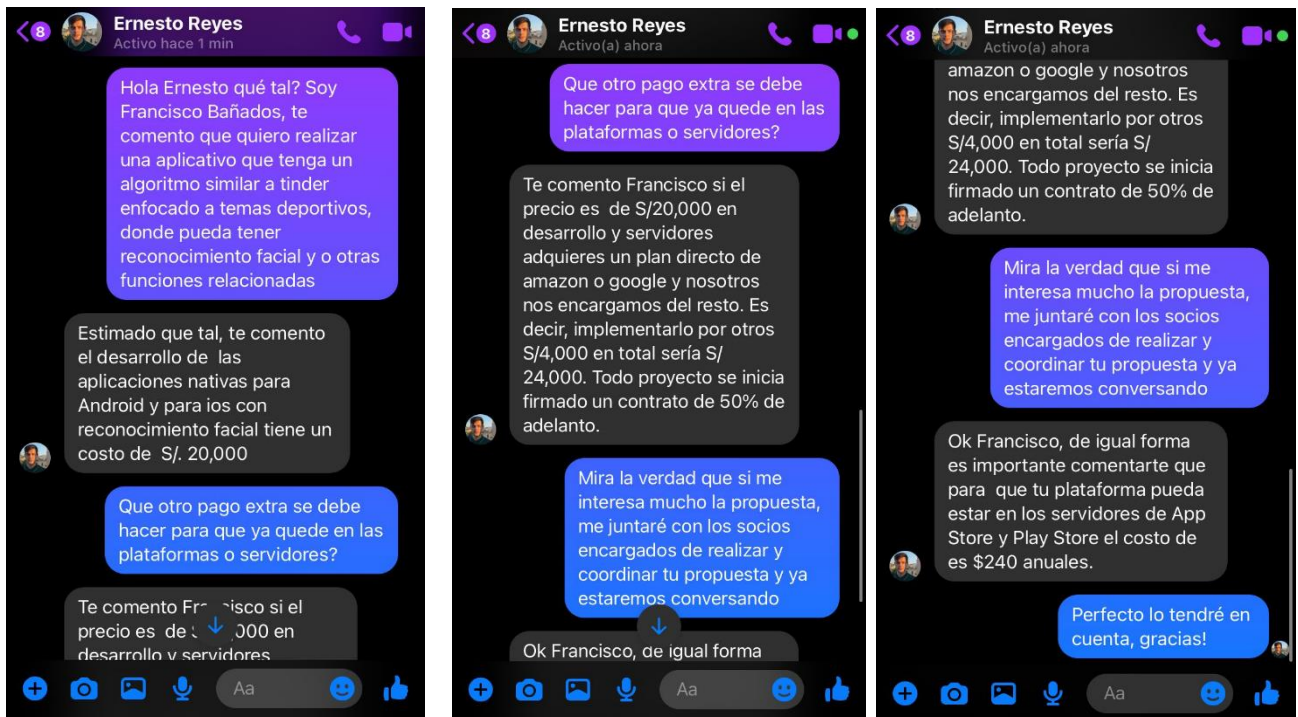 8
Ernesto Reyes
Activo hace 1 min
Hola Ernesto qué tal? Soy
Francisco Bañados, te
comento que quiero realizar
una aplicativo que tenga un
algoritmo similar a tinder
enfocado a temas deportivos,
donde pueda tener
reconocimiento facial y o otras
funciones relacionadas
Estimado que tal, te comento
el desarrollo de las
aplicaciones nativas para
Android y para ios con
reconocimiento facial tiene un
costo de S/. 20,000
Que otro pago extra se debe
hacer para que ya quede en las
plataformas o servidores?
Te comento si el
precio es de
desarrollo y servidores
Aa
8
Ernesto Reyes
Activo(a) ahora
Que otro pago extra se debe
hacer para que ya quede en las
plataformas o servidores?
Te comento Francisco si el
precio es de S/20,000 en
desarrollo y servidores
adquieres un plan directo de
amazon o google y nosotros
nos encargamos del resto. Es
decir, implementarlo por otros
S/4,000 en total sería S/
24,000. Todo proyecto se inicia
firmado un contrato de 50% de
adelanto.
Mira la verdad que si me
interesa mucho la propuesta,
me juntaré con los socios
encargados de realizar y
coordinar tu propuesta y ya
estaremos conversando
Ok Francisco, de igual forma
Aa
8
Ernesto Reyes
Activo(a) ahora
amazon o google y nosotros
nos encargamos del resto. Es
decir, implementarlo por otros
S/4,000 en total sería S/
24,000. Todo proyecto se inicia
firmado un contrato de 50% de
adelanto.
Mira la verdad que si me
interesa mucho la propuesta,
me juntaré con los socios
encargados de realizar y
coordinar tu propuesta y ya
estaremos conversando
Ok Francisco, de igual forma
es importante comentarte que
para que tu plataforma pueda
estar en los servidores de App
Store y Play Store el costo de
es $240 anuales.
Perfecto lo tendré en
cuenta, gracias!
Aa